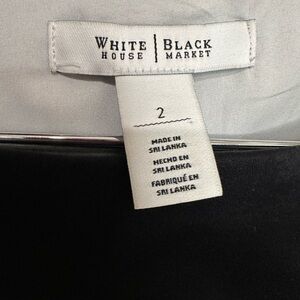 WHITE | BLACK
HOUSE | MARKET
2
MADE IN
SRI LANKA
HECHO EN
SRI LANKA
FABRIQUÉ EN
SRI LANKA